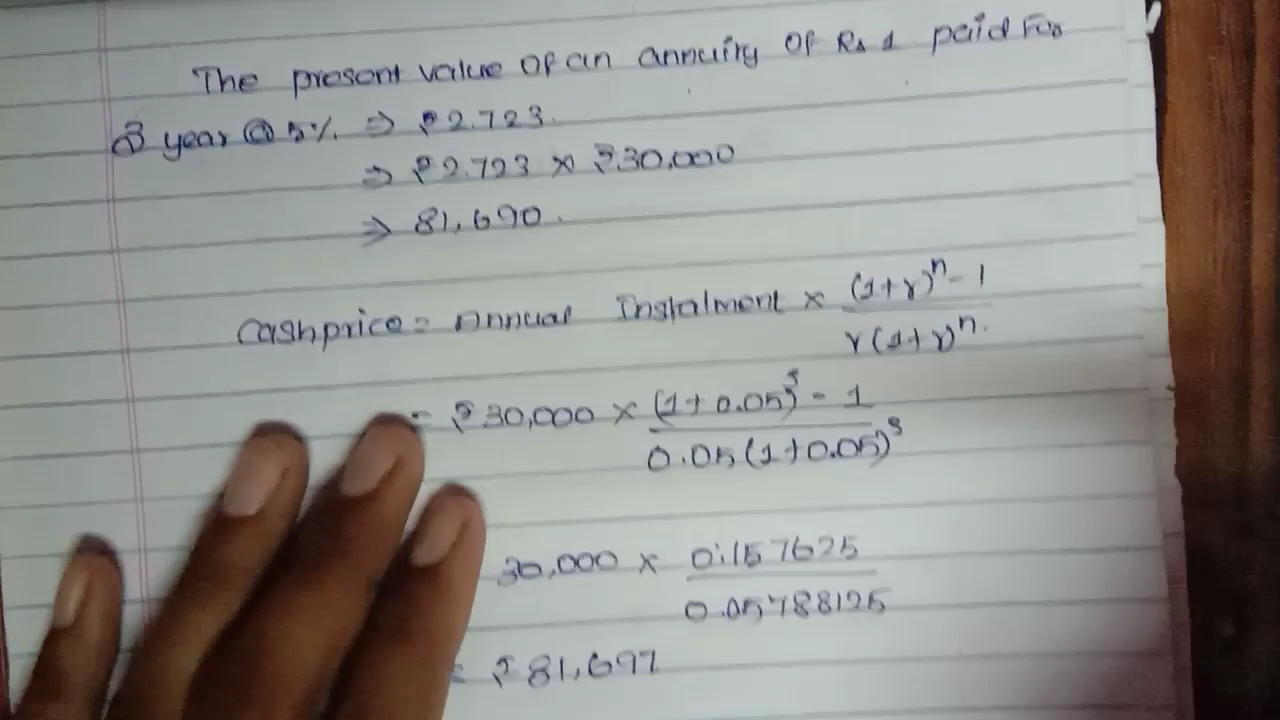 The present value of an annuity of Rs 1 paid for
3 year @ 5% ⇒ ₹2.723.
⇒ ₹2.723 × ₹30,000
⇒ 81,690.
cash price = Annual Instalment × (1+r)^n - 1
r(1+r)^n.
= ₹30,000 × (1+0.05)^3 - 1
0.05(1+0.05)^3
30,000 × 0.157625
0.05788125
= ₹81,697